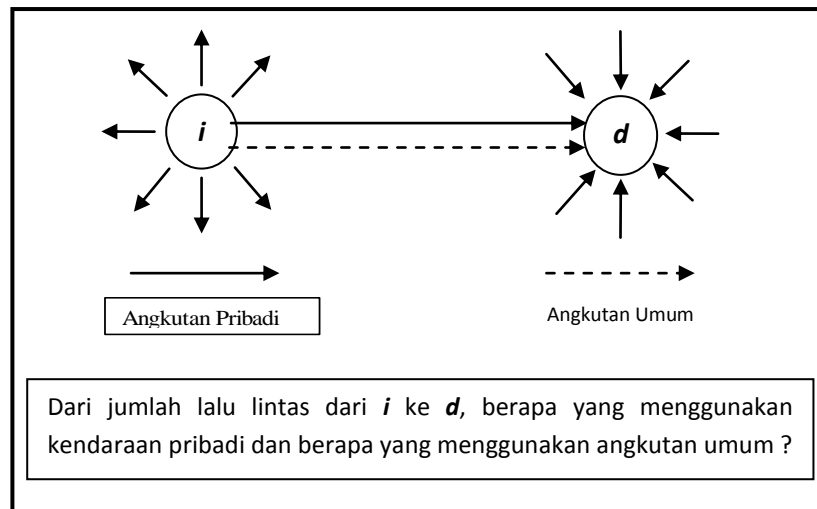 i
d
Angkutan Pribadi
Angkutan Umum
Dari jumlah lalu lintas dari i ke d, berapa yang menggunakan
kendaraan pribadi dan berapa yang menggunakan angkutan umum ?